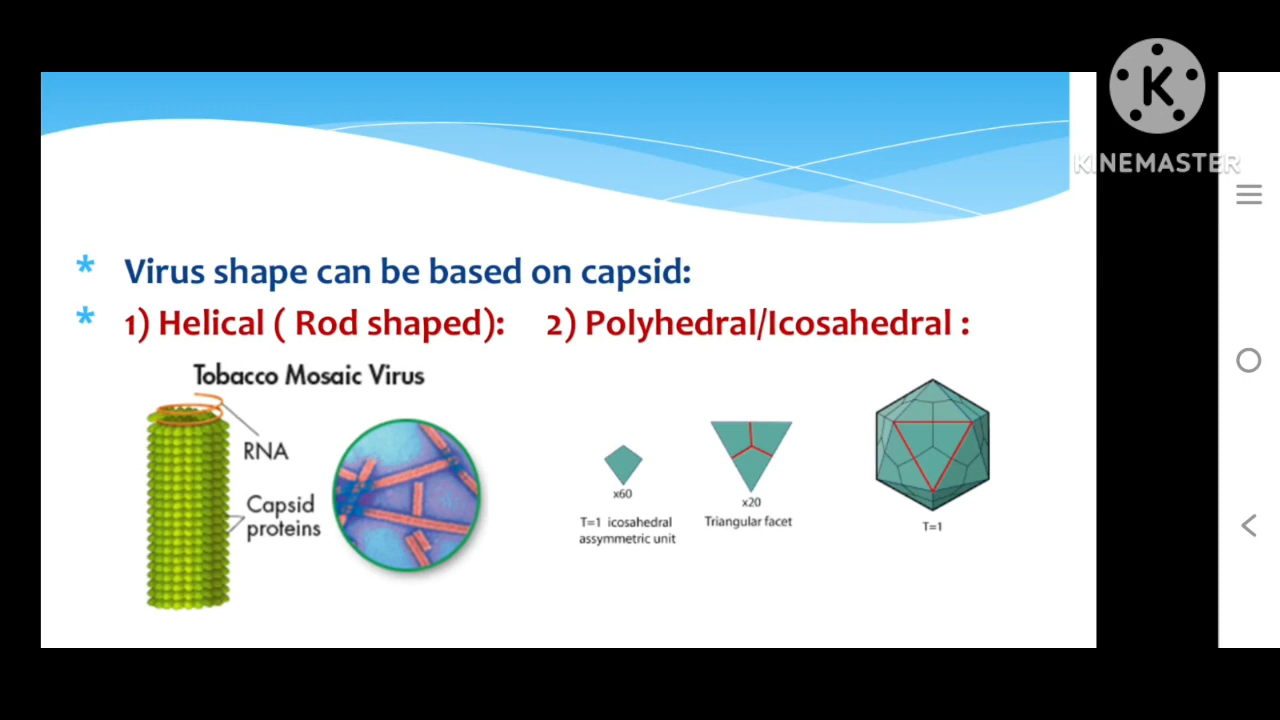 K
KINEMASTER
* Virus shape can be based on capsid:
* 1) Helical ( Rod shaped): 2) Polyhedral/Icosahedral :
Tobacco Mosaic Virus
RNA
Capsid
proteins
x60
T=1 icosahedral
assymmetric unit
x20
Triangular facet
T=1